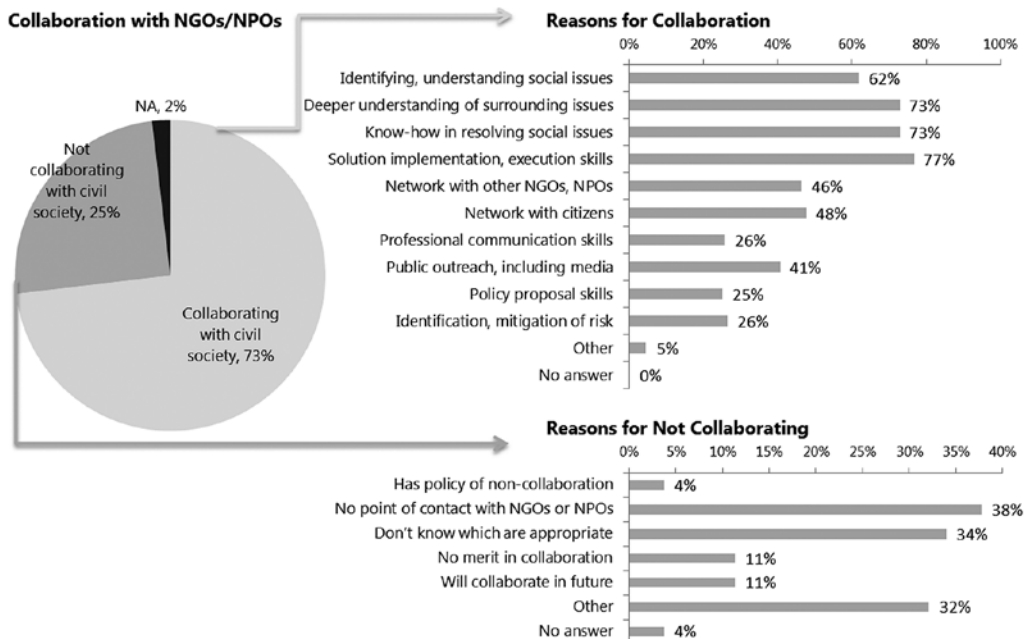 Collaboration with NGOs/NPOs
NA, 2%
Not
collaborating
with civil
society, 25%
Collaborating
with civil
society, 73%
Reasons for Collaboration
0% 20% 40% 60% 80% 100%
Identifying, understanding social issues 62%
Deeper understanding of surrounding issues 73%
Know-how in resolving social issues 73%
Solution implementation, execution skills 77%
Network with other NGOs, NPOs 46%
Network with citizens 48%
Professional communication skills 26%
Public outreach, including media 41%
Policy proposal skills 25%
Identification, mitigation of risk 26%
Other 5%
No answer 0%
Reasons for Not Collaborating
0% 5% 10% 15% 20% 25% 30% 35% 40%
Has policy of non-collaboration 4%
No point of contact with NGOs or NPOs 38%
Don't know which are appropriate 34%
No merit in collaboration 11%
Will collaborate in future 11%
Other 32%
No answer 4%